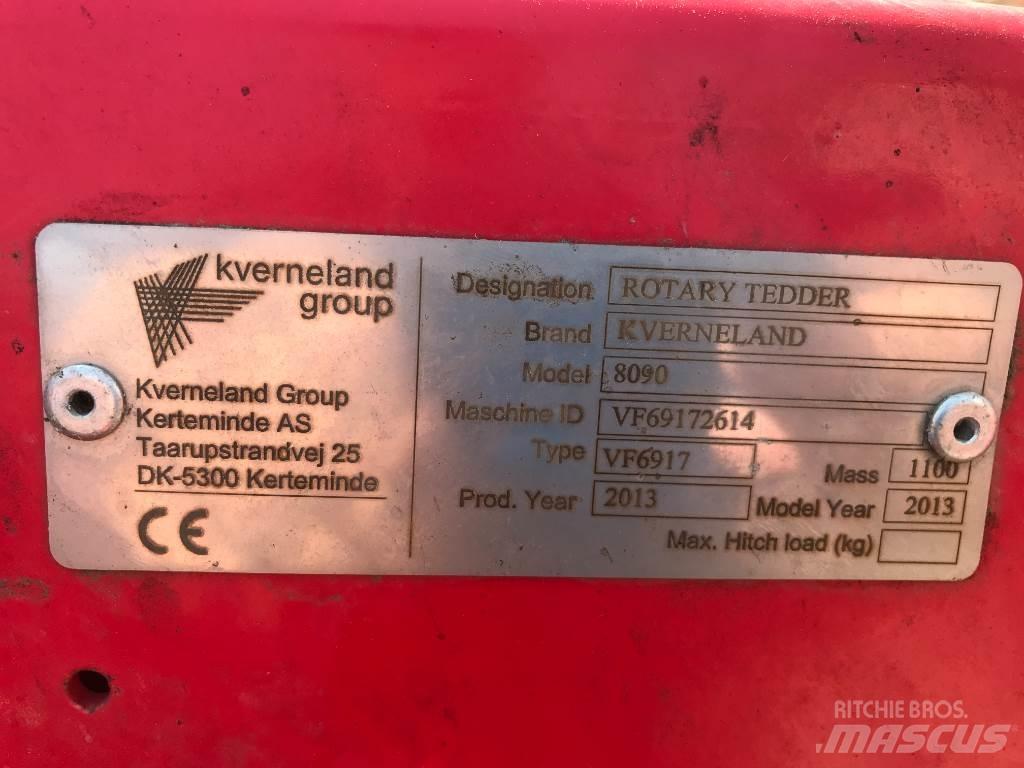 kverneland
group
Kverneland Group
Kerteminde AS
Taarupstrandvej 25
DK-5300 Kerteminde
CE
Designation ROTARY TEDDER
Brand KVERNELAND
Model 8090
Maschine ID VF69172614
Type VF6917 Mass 1100
Prod. Year 2013 Model Year 2013
Max. Hitch load (kg)
RITCHIE BROS.
MASCUS